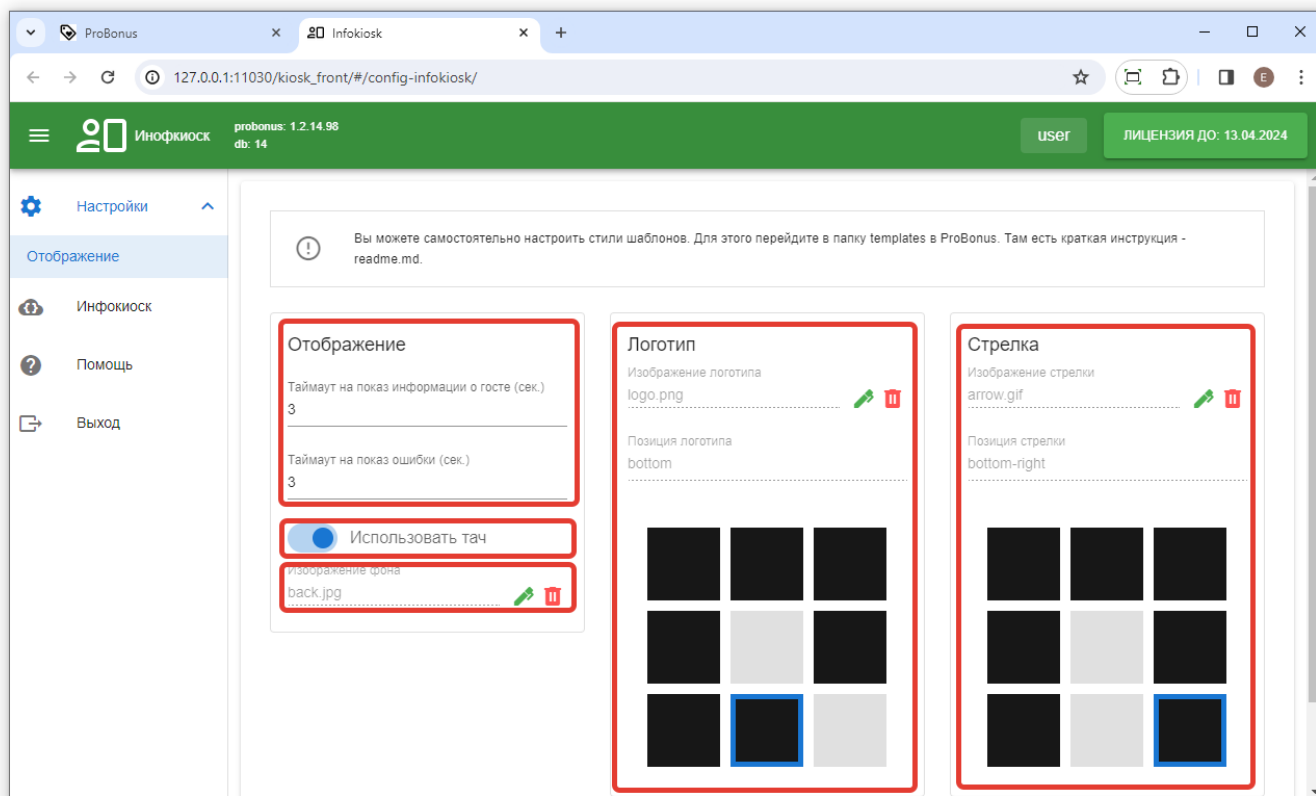 ProBonus
Infokiosk
127.0.0.1:11030/kiosk_front/#/config-infokiosk/
E
Инофкиоск
probonus: 1.2.14.98
db: 14
user
ЛИЦЕНЗИЯ ДО: 13.04.2024
Настройки
Отображение
Инфокиоск
Помощь
Выход
Вы можете самостоятельно настроить стили шаблонов. Для этого перейдите в папку templates в ProBonus. Там есть краткая инструкция -
readme.md.
Отображение
Таймаут на показ информации о госте (сек.)
3
Таймаут на показ ошибки (сек.)
3
Использовать тач
Изображение фона
back.jpg
Логотип
Изображение логотипа
logo.png
Позиция логотипа
bottom
Стрелка
Изображение стрелки
arrow.gif
Позиция стрелки
bottom-right